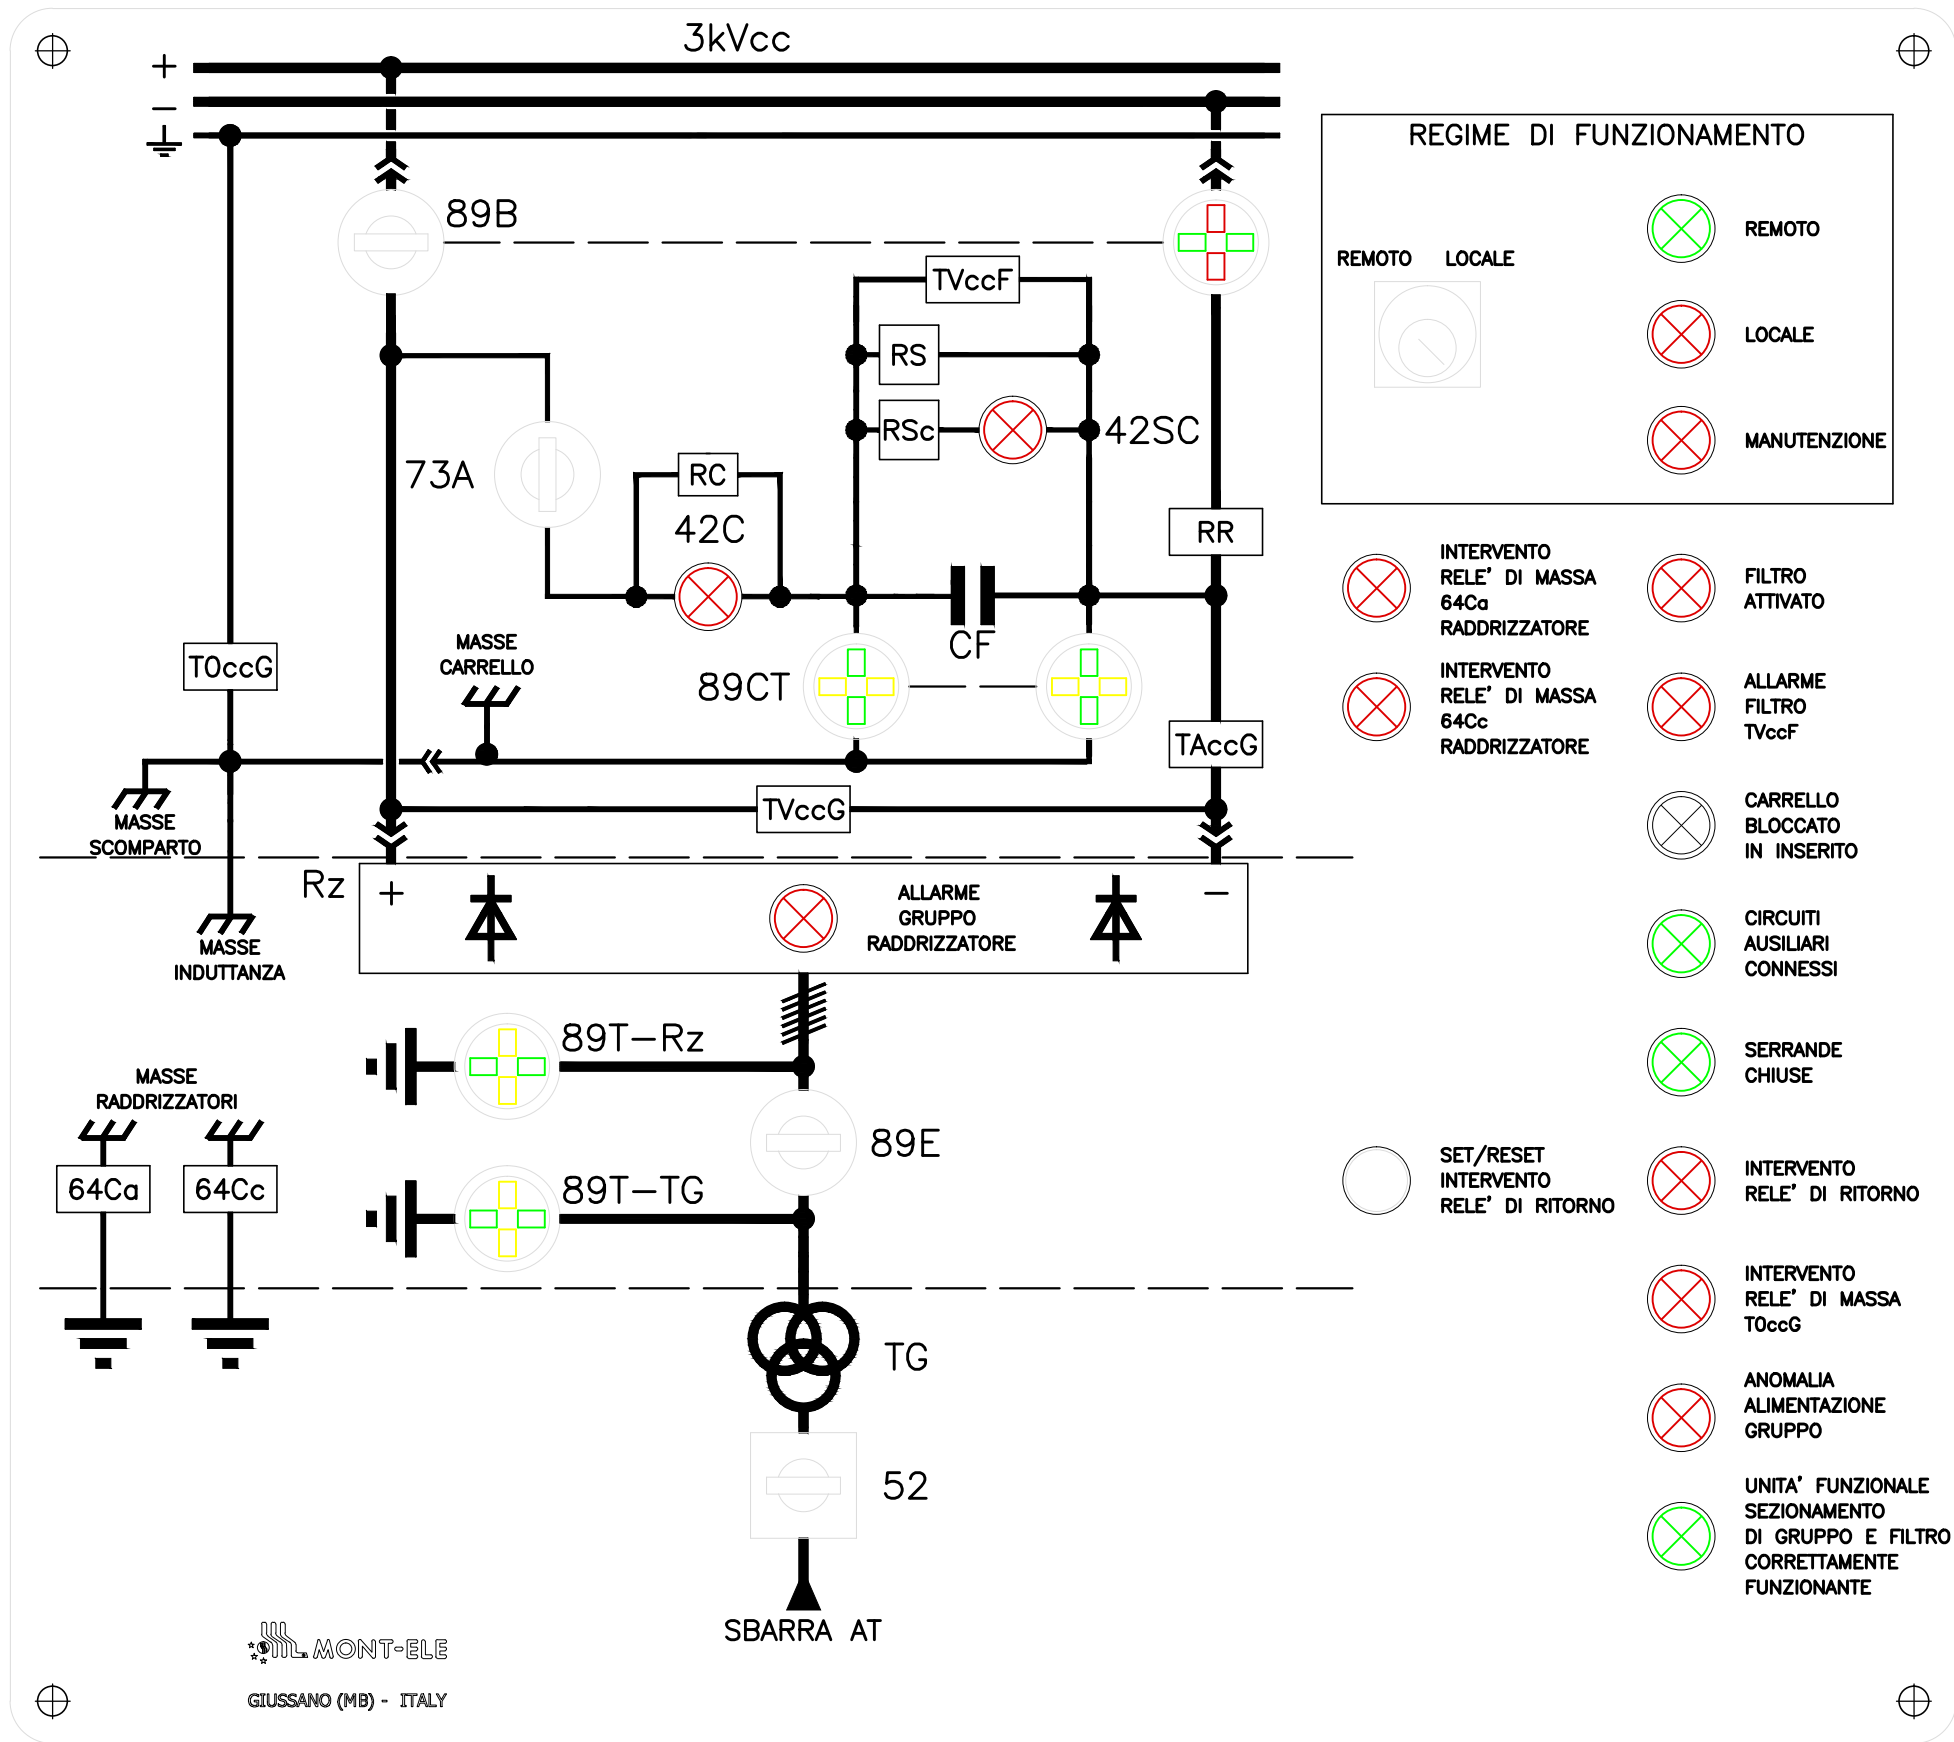 3kVcc
+
−
REGIME DI FUNZIONAMENTO
89B
REMOTO
REMOTO LOCALE
TVccF
LOCALE
RS
RSc
42SC
MANUTENZIONE
73A
RC
42C
RR
INTERVENTO
RELE' DI MASSA
64Ca
RADDRIZZATORE
FILTRO
ATTIVATO
MASSE
CARRELLO
CF
T0ccG
89CT
INTERVENTO
RELE' DI MASSA
64Cc
RADDRIZZATORE
ALLARME
FILTRO
TVccF
TAccG
TVccG
MASSE
SCOMPARTO
CARRELLO
BLOCCATO
IN INSERITO
Rz
+
−
ALLARME
GRUPPO
RADDRIZZATORE
MASSE
INDUTTANZA
CIRCUITI
AUSILIARI
CONNESSI
89T−Rz
SERRANDE
CHIUSE
MASSE
RADDRIZZATORI
89E
64Ca
64Cc
89T−TG
SET/RESET
INTERVENTO
RELE' DI RITORNO
INTERVENTO
RELE' DI RITORNO
INTERVENTO
RELE' DI MASSA
T0ccG
TG
ANOMALIA
ALIMENTAZIONE
GRUPPO
52
UNITA' FUNZIONALE
SEZIONAMENTO
DI GRUPPO E FILTRO
CORRETTAMENTE
FUNZIONANTE
SBARRA AT
MONT-ELE
GIUSSANO (MB) - ITALY